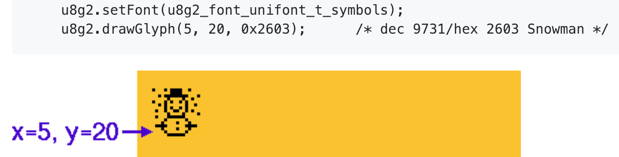 u8g2.setFont(u8g2_font_unifont_t_symbols);
u8g2.drawGlyph(5, 20, 0x2603);      /* dec 9731/hex 2603 Snowman */
x=5, y=20